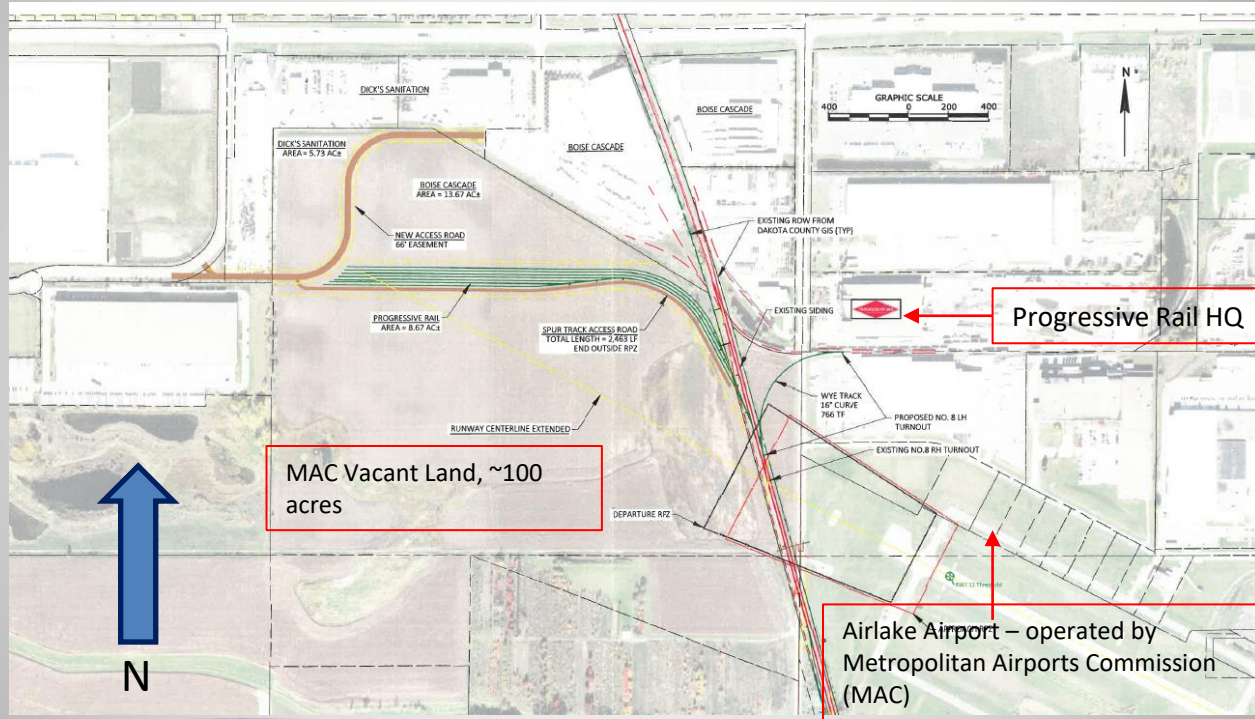 DICK'S SANITATION
BOISE CASCADE
GRAPHIC SCALE
400 0 200 400
N
DICK'S SANITATION
AREA = 5.73 AC±
BOISE CASCADE
BOISE CASCADE
AREA = 13.67 AC±
NEW ACCESS ROAD
66' EASEMENT
EXISTING ROW FROM
DAKOTA COUNTY GIS (TYP)
PROGRESSIVE RAIL
AREA = 8.67 AC±
SPUR TRACK ACCESS ROAD
TOTAL LENGTH = 2,463 LF
END OUTSIDE RPZ
EXISTING SIDING
Progressive Rail HQ
WYE TRACK
16° CURVE
766 TF
PROPOSED NO. 8 LH
TURNOUT
RUNWAY CENTERLINE EXTENDED
EXISTING NO.8 RH TURNOUT
MAC Vacant Land, ~100
acres
DEPARTURE RPZ
RWY 12 Threshold
Airlake Airport – operated by
Metropolitan Airports Commission
(MAC)
N